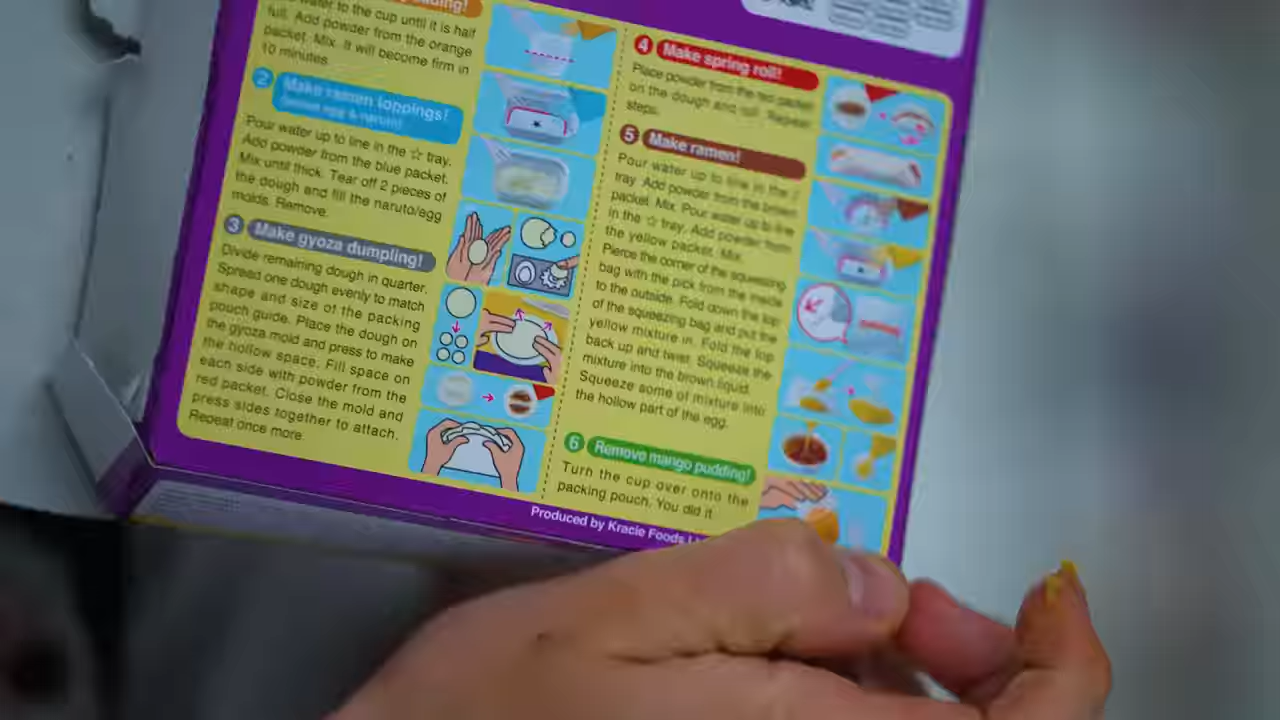 water to the cup until it is half
full. Add powder from the orange
packet. Mix. It will become firm in
10 minutes.
2 Make ramen toppings!
Pour water up to line in the ☆ tray.
Add powder from the blue packet.
Mix until thick. Tear off 2 pieces of
the dough and fill the naruto/egg
molds. Remove.
3 Make gyoza dumpling!
Divide remaining dough in quarter.
Spread one dough evenly to match
shape and size of the packing
pouch guide. Place the dough on
the gyoza mold and press to make
the hollow space. Fill space on
each side with powder from the
red packet. Close the mold and
press sides together to attach.
Repeat once more.
4 Make spring roll!
Place powder from the red packet
on the dough and roll. Repeat
steps.
5 Make ramen!
Pour water up to line in the
tray. Add powder from the brown
packet. Mix. Pour water up to line
in the ☆ tray. Add powder from
the yellow packet. Mix.
Pierce the corner of the squeezing
bag with the pick from the inside
to the outside. Fold down the top
of the squeezing bag and put the
yellow mixture in. Fold the top
back up and twist. Squeeze the
mixture into the brown liquid.
Squeeze some of mixture into
the hollow part of the egg.
6 Remove mango pudding!
Turn the cup over onto the
packing pouch. You did it
Produced by Kracie Foods